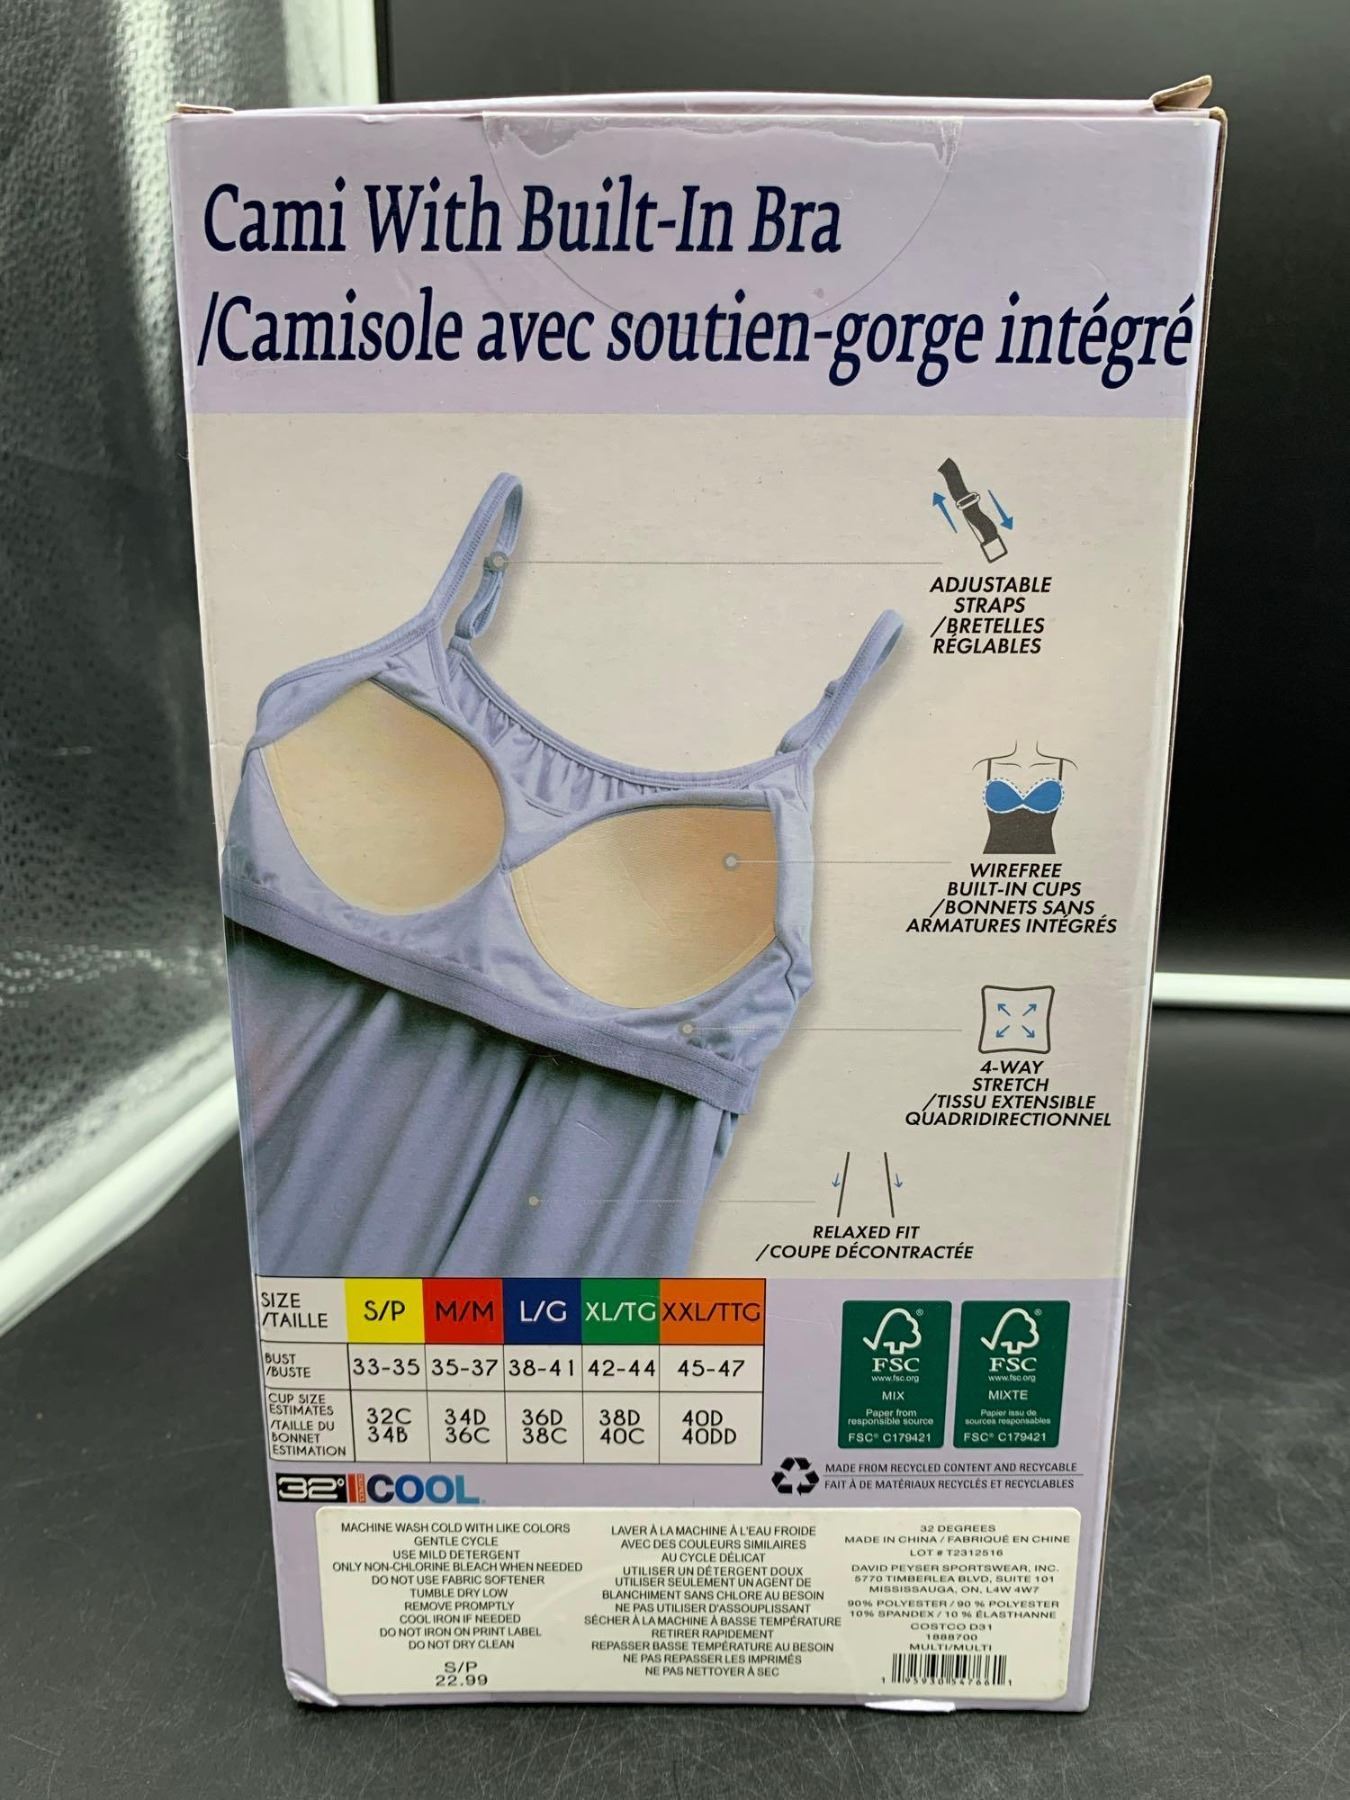 Cami With Built-In Bra
/Camisole avec soutien-gorge intégré
ADJUSTABLE
STRAPS
/BRETELLES
RÉGLABLES
WIREFREE
BUILT-IN CUPS
/BONNETS SANS
ARMATURES INTÉGRÉS
4-WAY
STRETCH
/TISSU EXTENSIBLE
QUADRIDIRECTIONNEL
RELAXED FIT
/COUPE DÉCONTRACTÉE
SIZE
/TAILLE
S/P M/M L/G XL/TG XXL/TTG
BUST
/BUSTE
33-35 35-37 38-41 42-44 45-47
CUP SIZE
ESTIMATES
/TAILLE DU
BONNET
ESTIMATION
32C 34D 36D 38D 40D
34B 36C 38C 40C 40DD
FSC
www.fsc.org
MIX
Paper from
responsible source
FSC® C179421
FSC
www.fsc.org
MIXTE
Papier issu de
sources responsables
FSC® C179421
MADE FROM RECYCLED CONTENT AND RECYCABLE
FAIT À DE MATÉRIAUX RECYCLÉS ET RECYCLABLES
32° COOL
MACHINE WASH COLD WITH LIKE COLORS
GENTLE CYCLE
USE MILD DETERGENT
ONLY NON-CHLORINE BLEACH WHEN NEEDED
DO NOT USE FABRIC SOFTENER
TUMBLE DRY LOW
REMOVE PROMPTLY
COOL IRON IF NEEDED
DO NOT IRON ON PRINT LABEL
DO NOT DRY CLEAN
S/P
22.99
LAVER À LA MACHINE À L'EAU FROIDE
AVEC DES COULEURS SIMILAIRES
AU CYCLE DÉLICAT
UTILISER UN DÉTERGENT DOUX
UTILISER SEULEMENT UN AGENT DE
BLANCHIMENT SANS CHLORE AU BESOIN
NE PAS UTILISER D'ASSOUPLISSANT
SÉCHER À LA MACHINE À BASSE TEMPÉRATURE
RETIRER RAPIDEMENT
REPASSER BASSE TEMPÉRATURE AU BESOIN
NE PAS REPASSER LES IMPRIMÉS
NE PAS NETTOYER À SEC
32 DEGREES
MADE IN CHINA / FABRIQUÉ EN CHINE
LOT # T2312516
DAVID PEYSER SPORTSWEAR, INC.
5770 TIMBERLEA BLVD, SUITE 101
MISSISSAUGA, ON, L4W 4W7
90% POLYESTER / 90 % POLYESTER
10% SPANDEX / 10 % ÉLASTHANNE
COSTCO D31
1888700
MULTI/MULTI
1 95930 54766 1